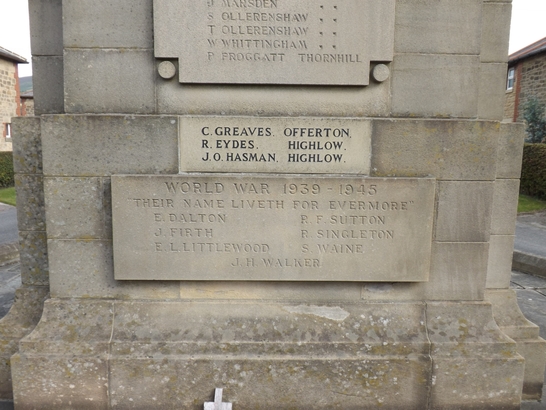 J MARSDEN
S OLLERENSHAW " "
T OLLERENSHAW " "
W WHITTINGHAM " "
P FROGGATT THORNHILL
C. GREAVES. OFFERTON.
R. EYDES. HIGHLOW.
J. O. HASMAN. HIGHLOW.
WORLD WAR 1939 - 1945
"THEIR NAME LIVETH FOR EVERMORE"
E. DALTON R. F. SUTTON
J. FIRTH R. SINGLETON
E. L. LITTLEWOOD S. WAINE
J. H. WALKER